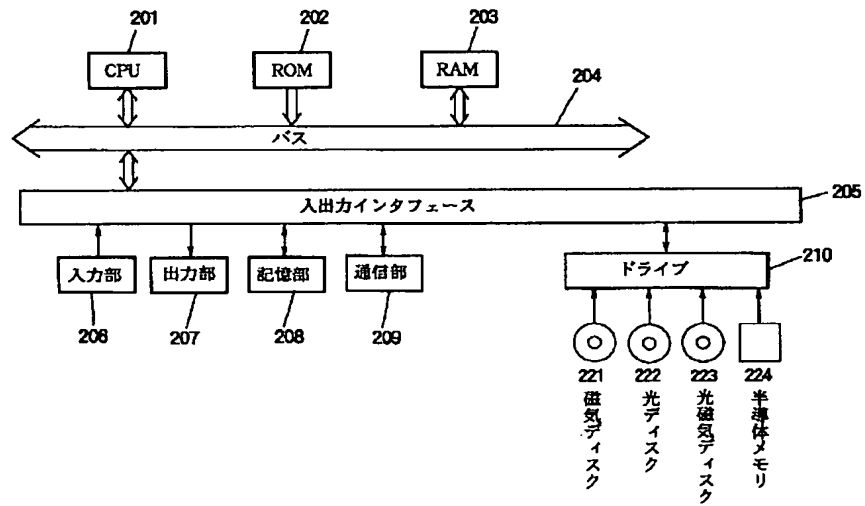 201
202
203
CPU
ROM
RAM
204
バス
205
入出力インタフェース
入力部
出力部
記憶部
通信部
ドライブ
210
206
207
208
209
221
222
223
224
磁気ディスク
光ディスク
光磁気ディスク
半導体メモリ